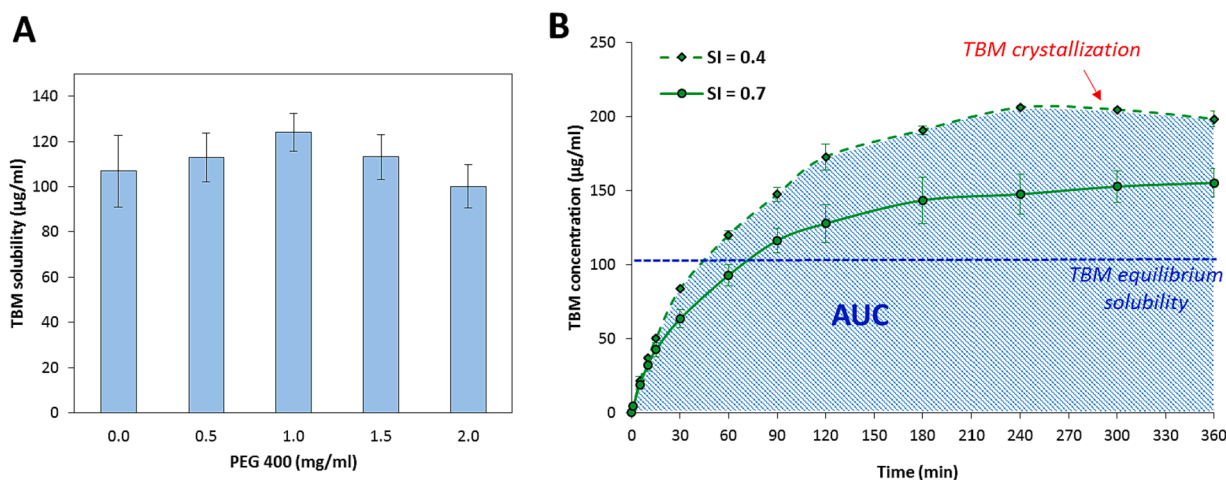 A
TBM solubility (µg/ml)
140
120
100
80
60
40
20
0
0.0 0.5 1.0 1.5 2.0
PEG 400 (mg/ml)
B
TBM concentration (µg/ml)
250
200
150
100
50
0
SI = 0.4
SI = 0.7
TBM crystallization
TBM equilibrium
solubility
AUC
0 30 60 90 120 150 180 210 240 270 300 330 360
Time (min)